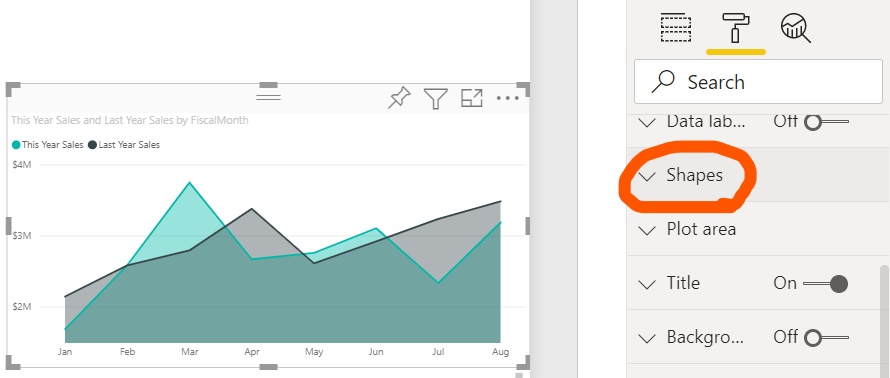 This Year Sales and Last Year Sales by FiscalMonth
This Year Sales Last Year Sales
$4M
$3M
$2M
Jan Feb Mar Apr May Jun Jul Aug
Search
Data lab... Off
Shapes
Plot area
Title On
Backgro... Off